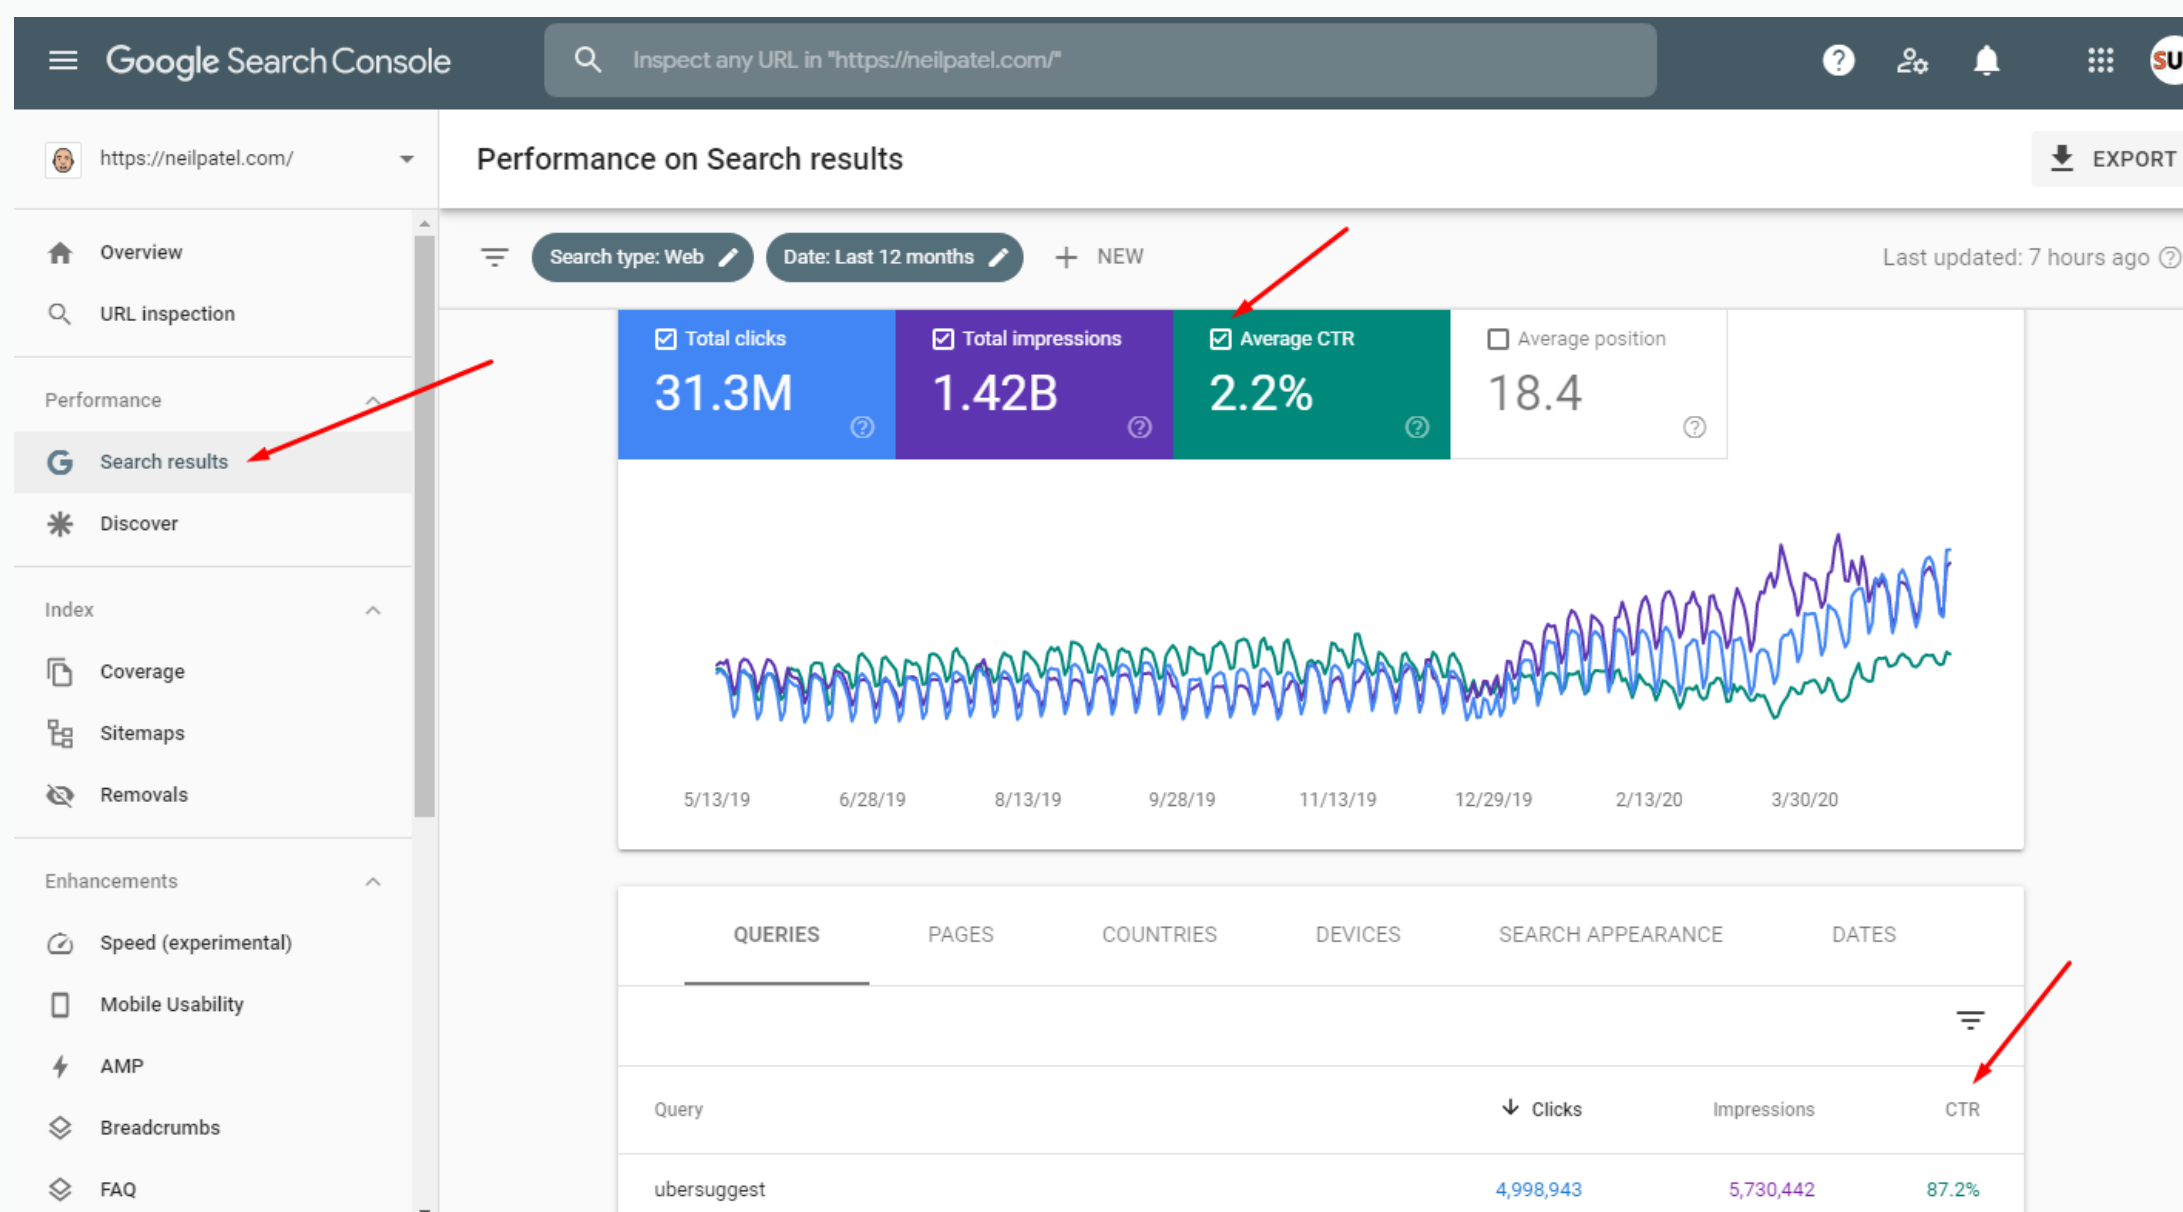 Google Search Console
Inspect any URL in "https://neilpatel.com/"
https://neilpatel.com/
Performance on Search results
EXPORT
Overview
URL inspection
Performance
Search results
Discover
Index
Coverage
Sitemaps
Removals
Enhancements
Speed (experimental)
Mobile Usability
AMP
Breadcrumbs
FAQ
Search type: Web
Date: Last 12 months
NEW
Last updated: 7 hours ago
Total clicks
31.3M
Total impressions
1.42B
Average CTR
2.2%
Average position
18.4
5/13/19 6/28/19 8/13/19 9/28/19 11/13/19 12/29/19 2/13/20 3/30/20
QUERIES PAGES COUNTRIES DEVICES SEARCH APPEARANCE DATES
Query Clicks Impressions CTR
ubersuggest 4,998,943 5,730,442 87.2%